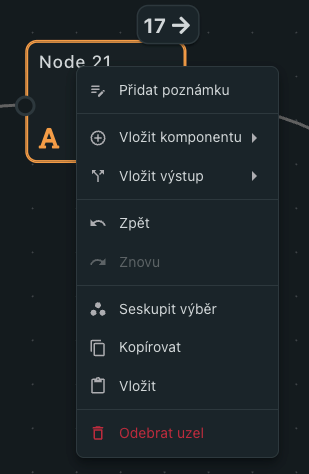 17 →
Node 21
A
Přidat poznámku
Vložit komponentu
Vložit výstup
Zpět
Znovu
Seskupit výběr
Kopírovat
Vložit
Odebrat uzel